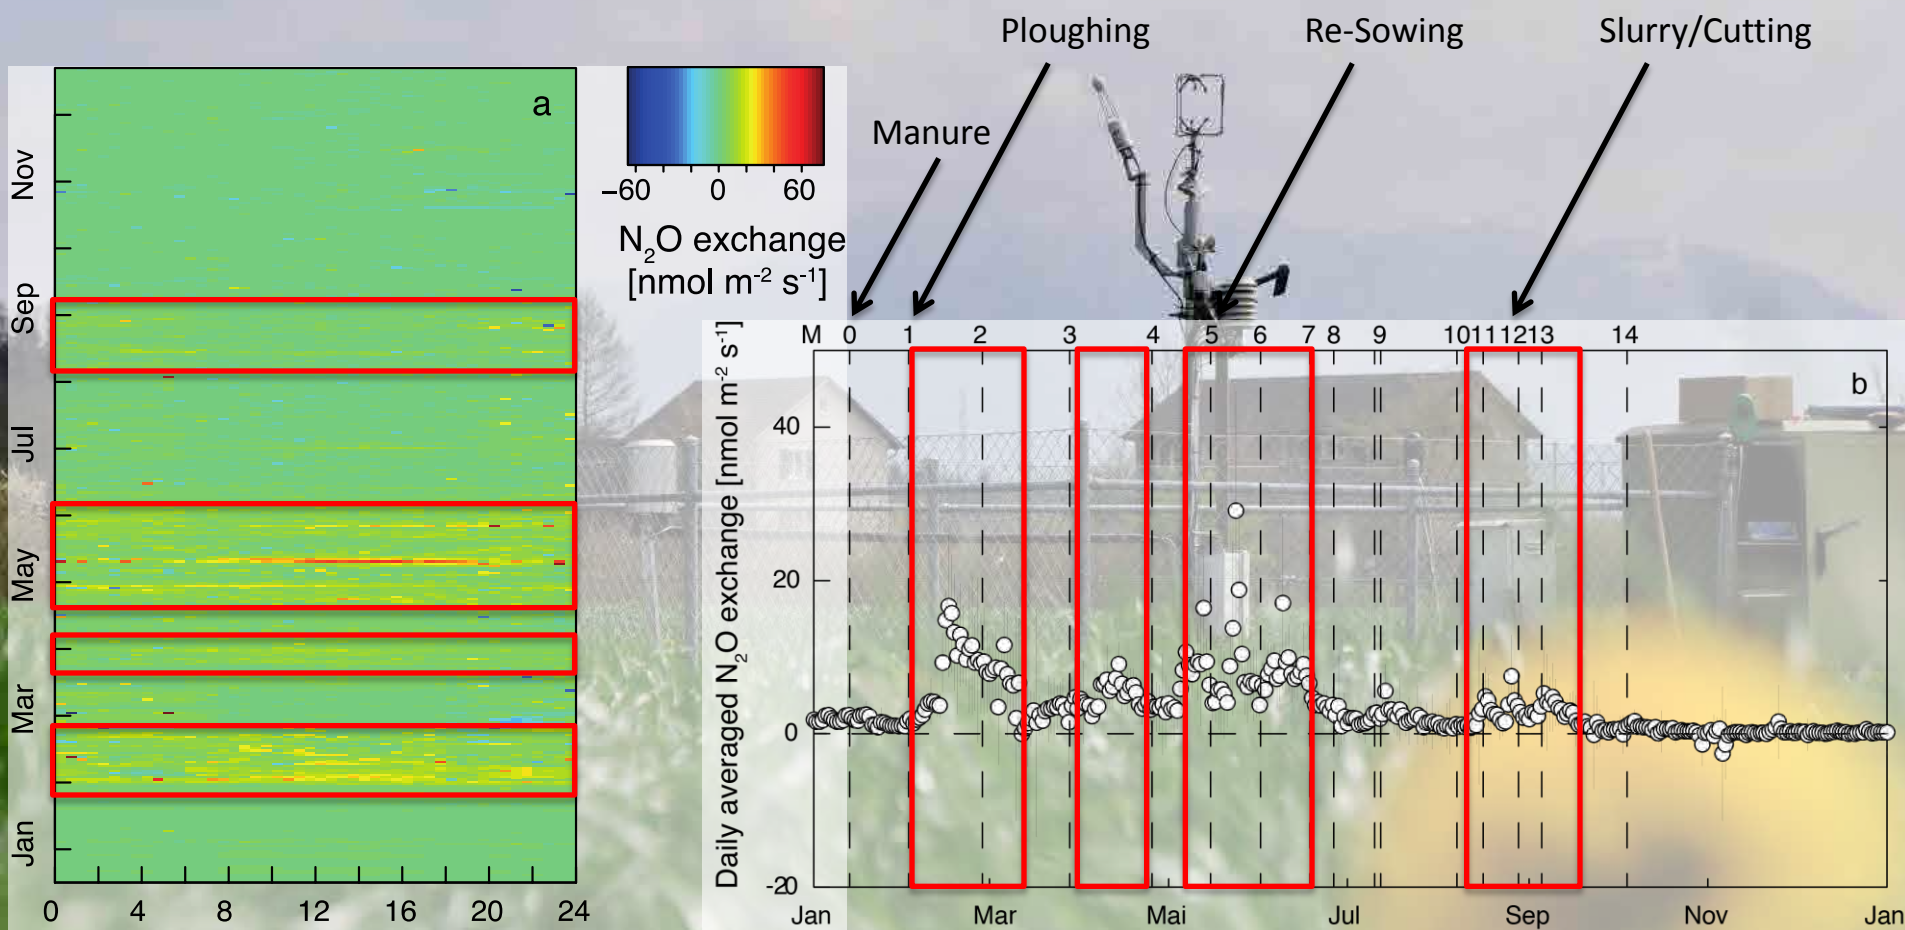 Ploughing
Re-Sowing
Slurry/Cutting
Manure
a
Nov
Sep
Jul
May
Mar
Jan
0 4 8 12 16 20 24
−60 0 60
N₂O exchange
[nmol m⁻² s⁻¹]
M 0 1 2 3 4 5 6 7 8 9 10 11 12 13 14
b
Daily averaged N₂O exchange [nmol m⁻² s⁻¹]
40
20
0
-20
Jan Mar Mai Jul Sep Nov Jan